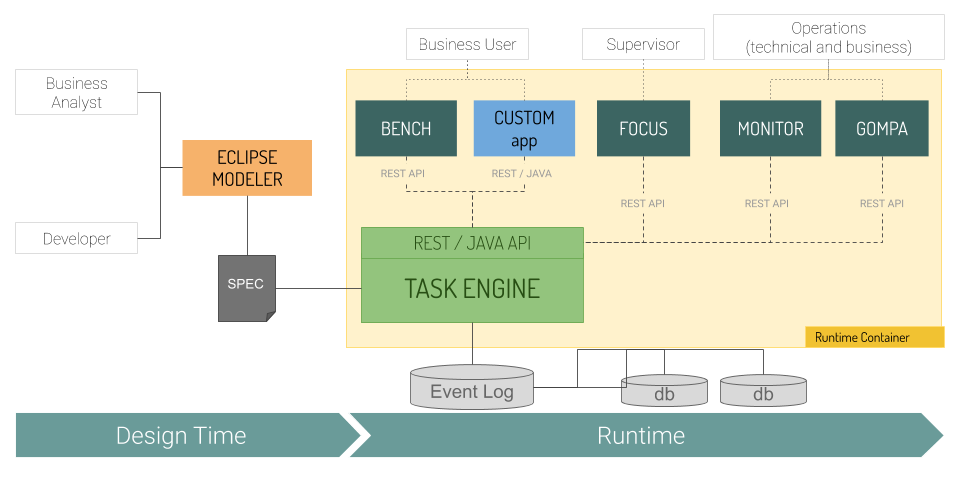 Business User
Supervisor
Operations
(technical and business)
Business
Analyst
BENCH
CUSTOM
app
FOCUS
MONITOR
GOMPA
ECLIPSE
MODELER
REST API
REST / JAVA
REST API
REST API
REST API
Developer
REST / JAVA API
SPEC
TASK ENGINE
Runtime Container
Event Log
db
db
Design Time
Runtime